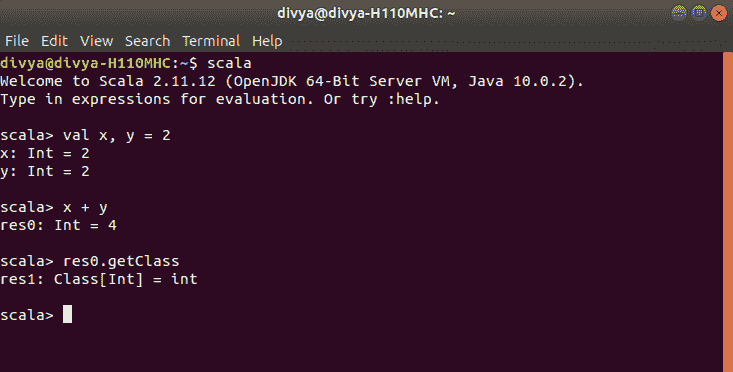 divya@divya-H110MHC: ~
File Edit View Search Terminal Help
divya@divya-H110MHC:~$ scala
Welcome to Scala 2.11.12 (OpenJDK 64-Bit Server VM, Java 10.0.2).
Type in expressions for evaluation. Or try :help.
scala> val x, y = 2
x: Int = 2
y: Int = 2
scala> x + y
res0: Int = 4
scala> res0.getClass
res1: Class[Int] = int
scala>